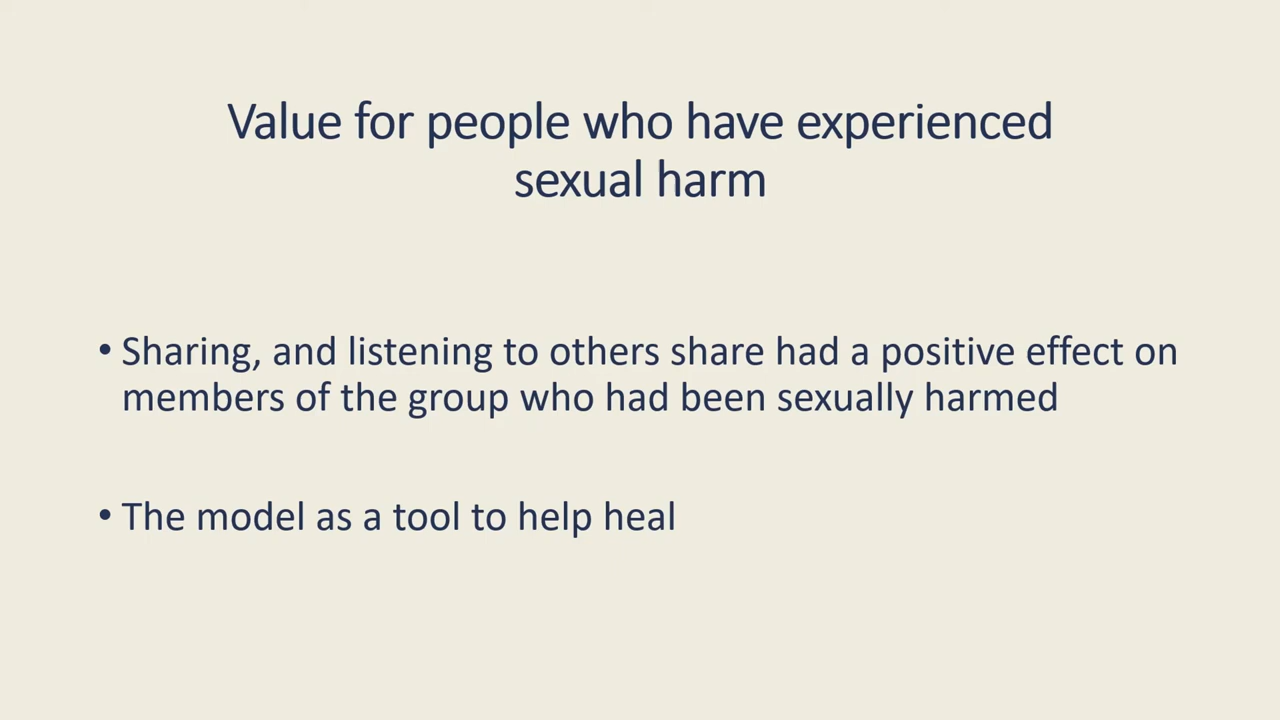 Value for people who have experienced
sexual harm
• Sharing, and listening to others share had a positive effect on
members of the group who had been sexually harmed
• The model as a tool to help heal